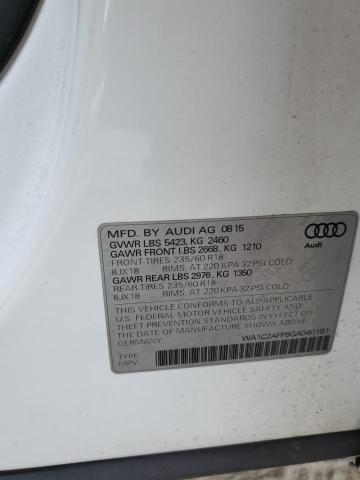 MFD. BY AUDI AG 08 15
GVWR LBS 5423, KG 2460
GAWR FRONT LBS 2668, KG 1210
FRONT-TIRES 235/60 R18
8JX18 RIMS, AT 220 KPA 32 PSI COLD
GAWR REAR LBS 2976, KG 1350
REAR-TIRES 235/60 R18
8JX18 RIMS, AT 220 KPA 32 PSI COLD
Audi
THIS VEHICLE CONFORMS TO ALL APPLICABLE
U.S. FEDERAL MOTOR VEHICLE SAFETY AND
THEFT PREVENTION STANDARDS IN EFFECT ON
THE DATE OF MANUFACTURE SHOWN ABOVE
GERMANY
TYPE WA1C2AFP8GA040181
MPV